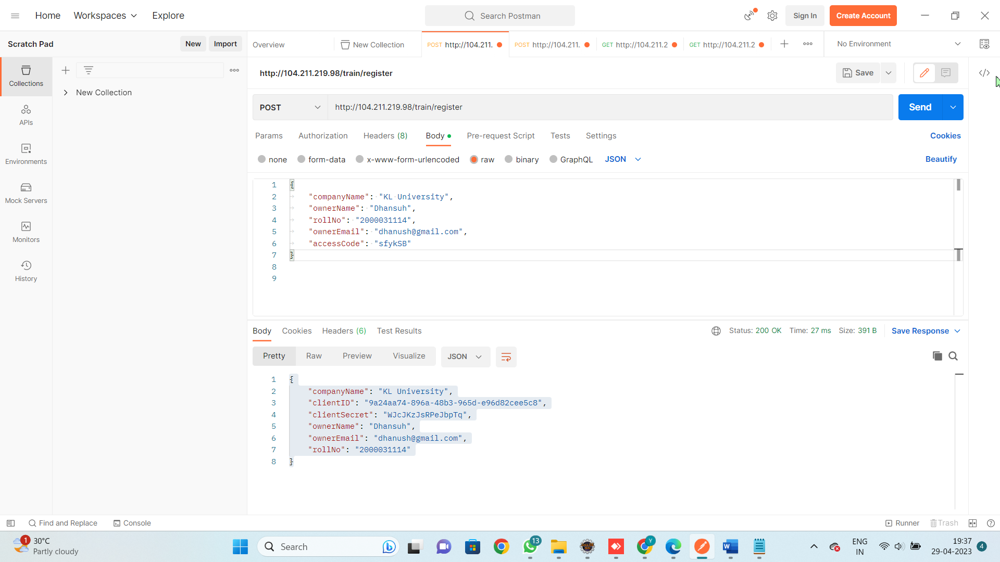 Home Workspaces Explore Search Postman Sign In Create Account
Scratch Pad New Import Overview New Collection POST http://104.211. POST http://104.211. GET http://104.211.2 GET http://104.211.2 No Environment
Collections
New Collection
APIs
Environments
Mock Servers
Monitors
History
http://104.211.219.98/train/register Save
POST http://104.211.219.98/train/register Send
Params Authorization Headers (8) Body Pre-request Script Tests Settings Cookies
none form-data x-www-form-urlencoded raw binary GraphQL JSON Beautify
1 {
2 "companyName": "KL University",
3 "ownerName": "Dhansuh",
4 "rollNo": "2000031114",
5 "ownerEmail": "dhanush@gmail.com",
6 "accessCode": "sfykSB"
7 }
8
9
Body Cookies Headers (6) Test Results Status: 200 OK Time: 27 ms Size: 391 B Save Response
Pretty Raw Preview Visualize JSON
1 {
2 "companyName": "KL University",
3 "clientID": "9a24aa74-896a-48b3-965d-e96d82cee5c8",
4 "clientSecret": "WJcJKzJsRPeJbpTq",
5 "ownerName": "Dhansuh",
6 "ownerEmail": "dhanush@gmail.com",
7 "rollNo": "2000031114"
8 }
Find and Replace Console Runner Trash
1 30°C
Partly cloudy
Search
13
Y
ENG
IN
19:37
29-04-2023
4